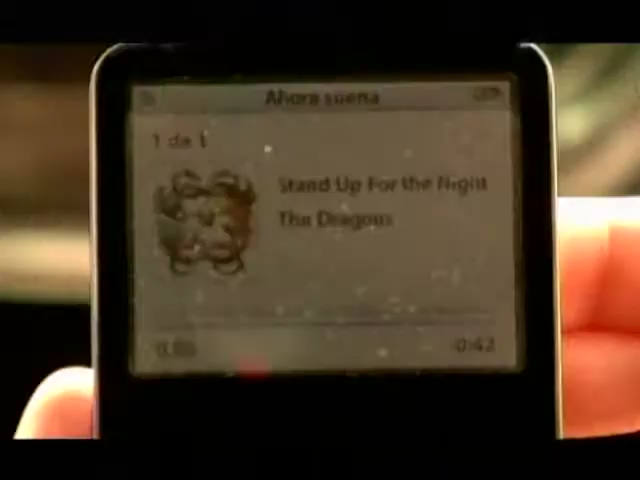 Ahora suena
1 de 1
Stand Up For the Night
The Dragons
0:00
-0:42